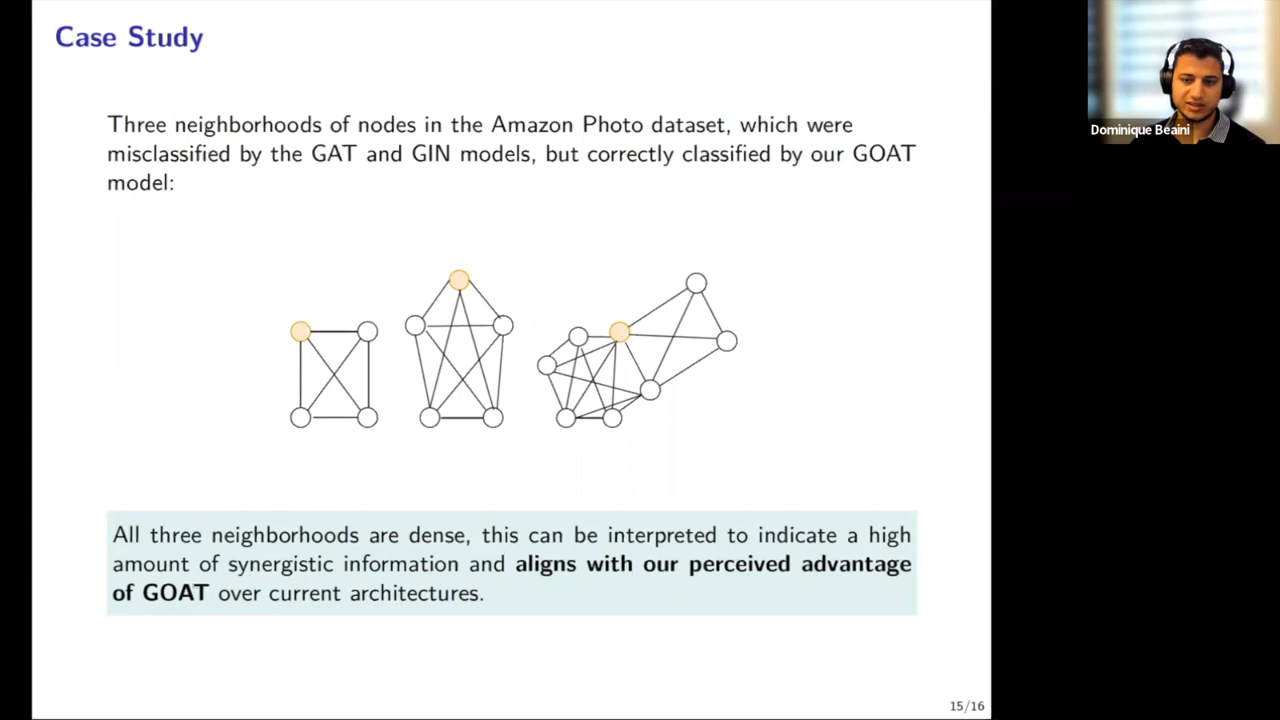 Case Study
Three neighborhoods of nodes in the Amazon Photo dataset, which were
misclassified by the GAT and GIN models, but correctly classified by our GOAT
model:
All three neighborhoods are dense, this can be interpreted to indicate a high
amount of synergistic information and aligns with our perceived advantage
of GOAT over current architectures.
15/16
Dominique Beaini